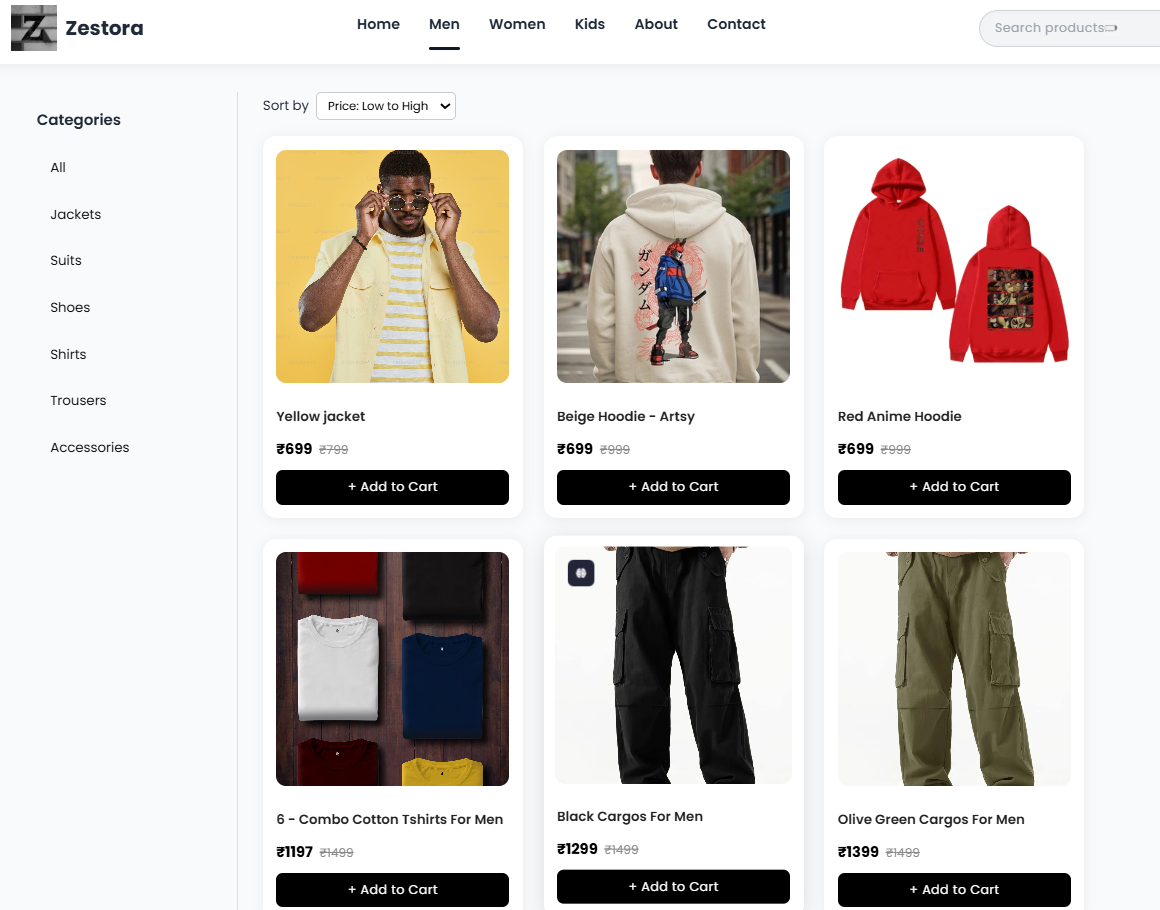 Z Zestora
Home Men Women Kids About Contact
Search products
Categories
All
Jackets
Suits
Shoes
Shirts
Trousers
Accessories
Sort by Price: Low to High
ガンダム
Yellow jacket
₹699 ₹799
+ Add to Cart
Beige Hoodie - Artsy
₹699 ₹999
+ Add to Cart
Red Anime Hoodie
₹699 ₹999
+ Add to Cart
6 - Combo Cotton Tshirts For Men
₹1197 ₹1499
+ Add to Cart
Black Cargos For Men
₹1299 ₹1499
+ Add to Cart
Olive Green Cargos For Men
₹1399 ₹1499
+ Add to Cart